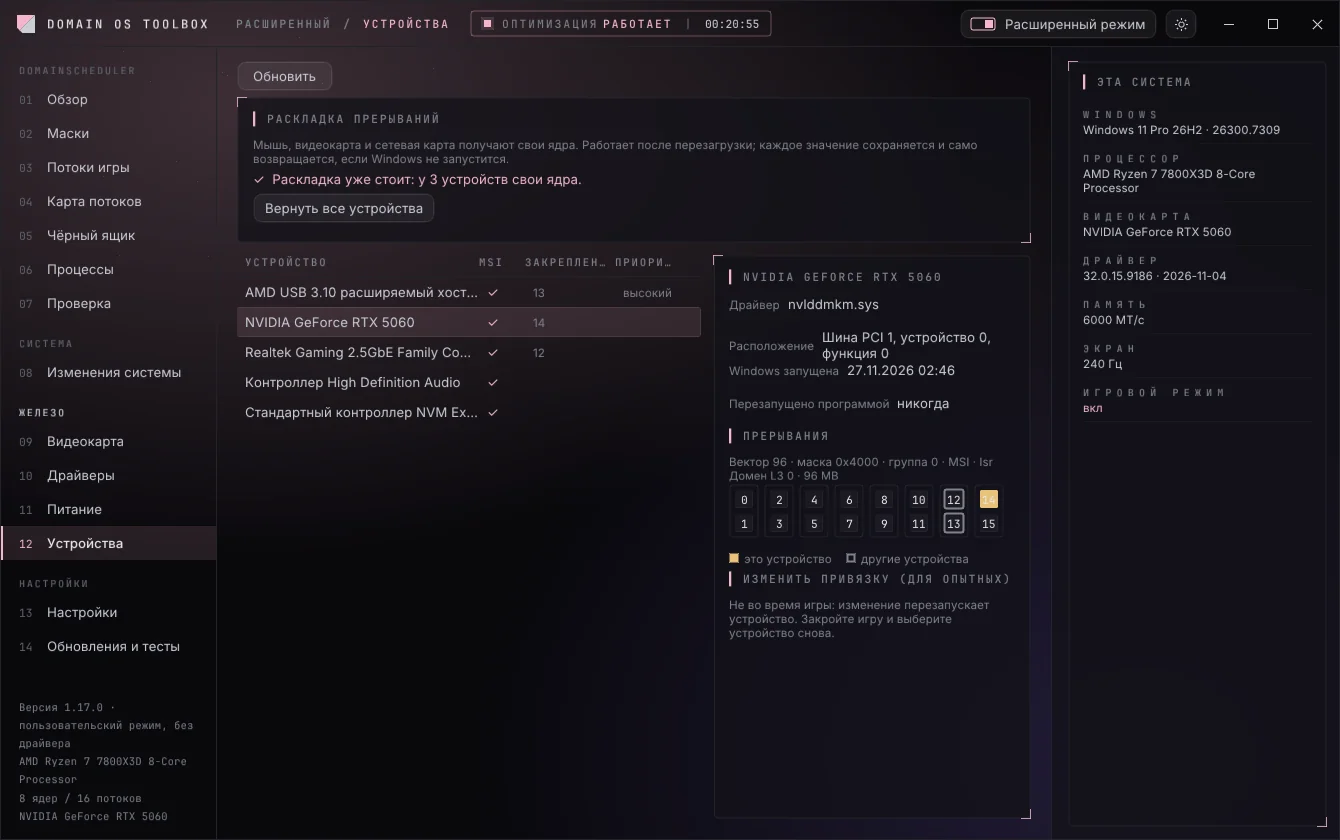 DOMAIN OS TOOLBOX
РАСШИРЕННЫЙ / УСТРОЙСТВА
ОПТИМИЗАЦИЯ РАБОТАЕТ | 00:20:55
Расширенный режим
DOMAINSCHEDULER
01 Обзор
02 Маски
03 Потоки игры
04 Карта потоков
05 Чёрный ящик
06 Процессы
07 Проверка
СИСТЕМА
08 Изменения системы
ЖЕЛЕЗО
09 Видеокарта
10 Драйверы
11 Питание
12 Устройства
НАСТРОЙКИ
13 Настройки
14 Обновления и тесты
Версия 1.17.0 ·
пользовательский режим, без
драйвера
AMD Ryzen 7 7800X3D 8-Core
Processor
8 ядер / 16 потоков
NVIDIA GeForce RTX 5060
Обновить
РАСКЛАДКА ПРЕРЫВАНИЙ
Мышь, видеокарта и сетевая карта получают свои ядра. Работает после перезагрузки; каждое значение сохраняется и само
возвращается, если Windows не запустится.
✓ Раскладка уже стоит: у 3 устройств свои ядра.
Вернуть все устройства
УСТРОЙСТВО MSI ЗАКРЕПЛЕН… ПРИОРИ…
AMD USB 3.10 расширяемый хост… ✓ 13 высокий
NVIDIA GeForce RTX 5060 ✓ 14
Realtek Gaming 2.5GbE Family Co… ✓ 12
Контроллер High Definition Audio ✓
Стандартный контроллер NVM Ex… ✓
NVIDIA GEFORCE RTX 5060
Драйвер nvlddmkm.sys
Расположение Шина PCI 1, устройство 0,
функция 0
Windows запущена 27.11.2026 02:46
Перезапущено программой никогда
ПРЕРЫВАНИЯ
Вектор 96 · маска 0x4000 · группа 0 · MSI · Isr
Домен L3 0 · 96 MB
0 2 4 6 8 10 12 14
1 3 5 7 9 11 13 15
это устройство другие устройства
ИЗМЕНИТЬ ПРИВЯЗКУ (ДЛЯ ОПЫТНЫХ)
Не во время игры: изменение перезапускает
устройство. Закройте игру и выберите
устройство снова.
ЭТА СИСТЕМА
WINDOWS
Windows 11 Pro 26H2 · 26300.7309
ПРОЦЕССОР
AMD Ryzen 7 7800X3D 8-Core
Processor
ВИДЕОКАРТА
NVIDIA GeForce RTX 5060
ДРАЙВЕР
32.0.15.9186 · 2026-11-04
ПАМЯТЬ
6000 МТ/с
ЭКРАН
240 Гц
ИГРОВОЙ РЕЖИМ
вкл